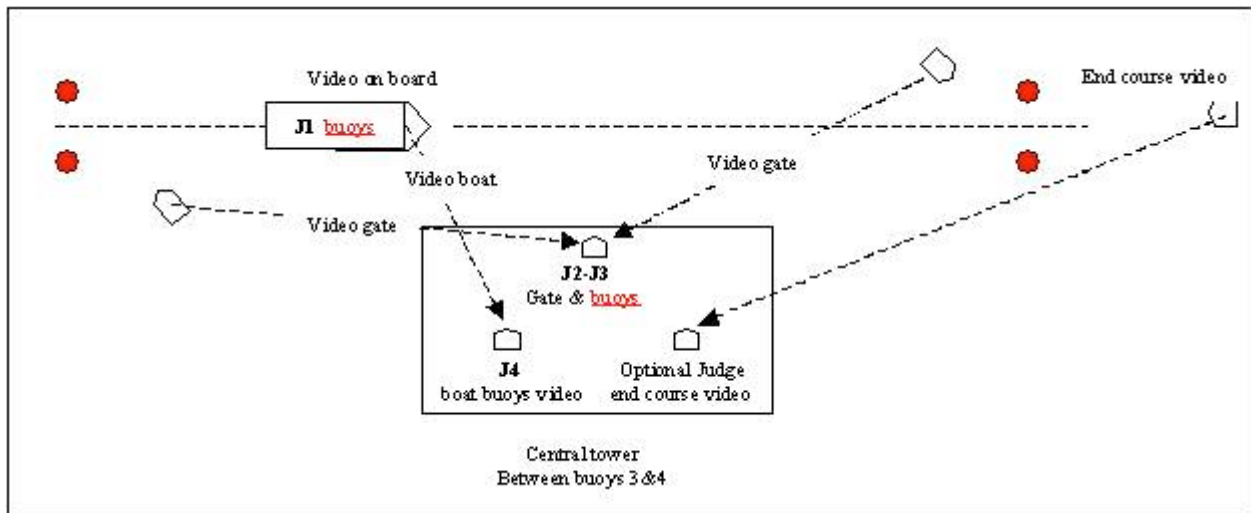 Video on board
End course video
J1 buoys
Video gate
Video boat
Video gate
J2-J3
Gate & buoys
J4
boat buoys video
Optional Judge
end course video
Central tower
Between buoys 3 &4